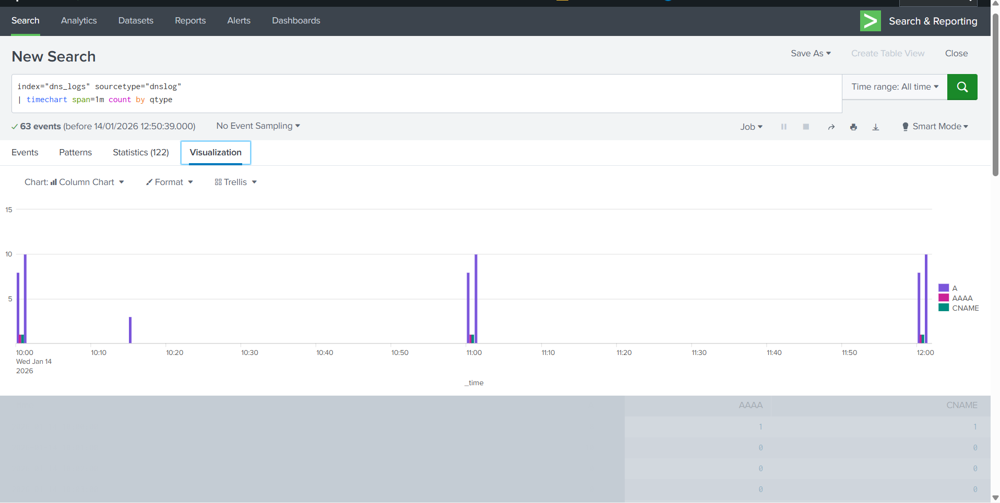 Search Analytics Datasets Reports Alerts Dashboards
Search & Reporting
New Search
Save As Create Table View Close
index="dns_logs" sourcetype="dnslog"
| timechart span=1m count by qtype
Time range: All time
63 events (before 14/01/2026 12:50:39.000)
No Event Sampling
Job
Smart Mode
Events Patterns Statistics (122) Visualization
Chart: Column Chart Format Trellis
15
10
5
A
AAAA
CNAME
10:00 10:10 10:20 10:30 10:40 10:50 11:00 11:10 11:20 11:30 11:40 11:50 12:00
Wed Jan 14
2026
_time
AAAA CNAME
1 1
0 0
0 0
0 0